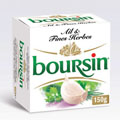 Ail &
Fines Herbes
boursin
150g